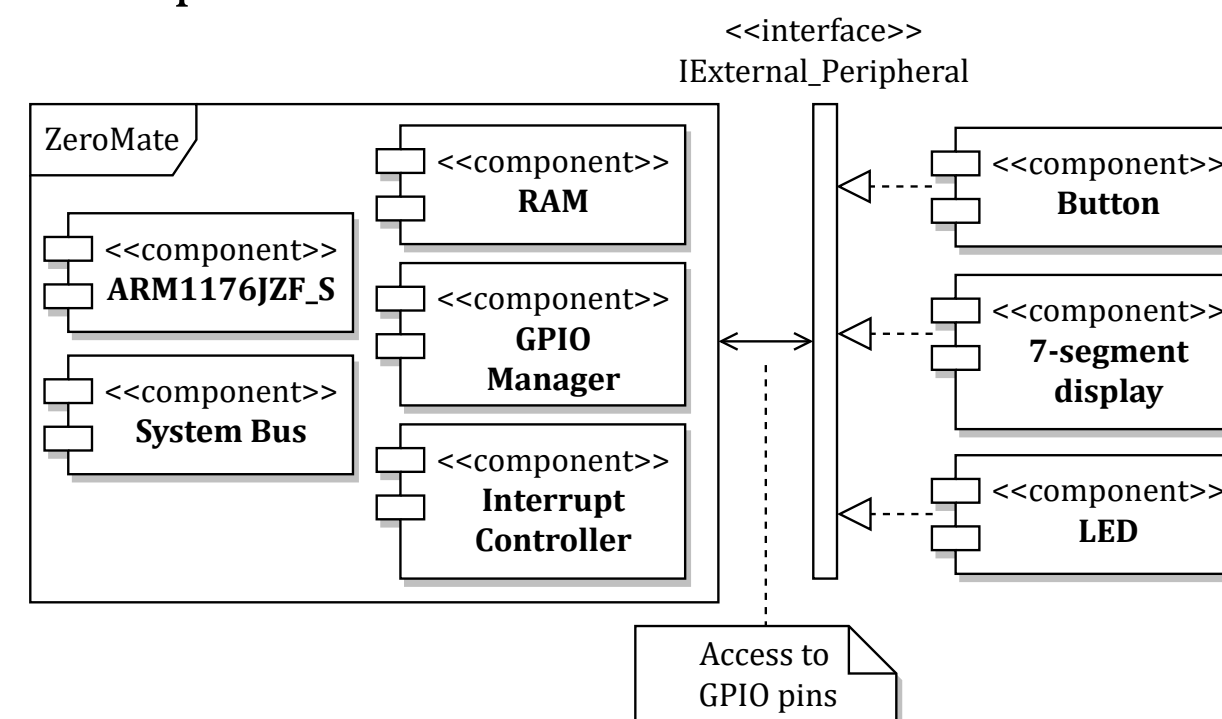 <<interface>>
IExternal_Peripheral
ZeroMate
<<component>>
RAM
<<component>>
ARM1176JZF_S
<<component>>
GPIO
Manager
<<component>>
System Bus
<<component>>
Interrupt
Controller
<<component>>
Button
<<component>>
7-segment
display
<<component>>
LED
Access to
GPIO pins